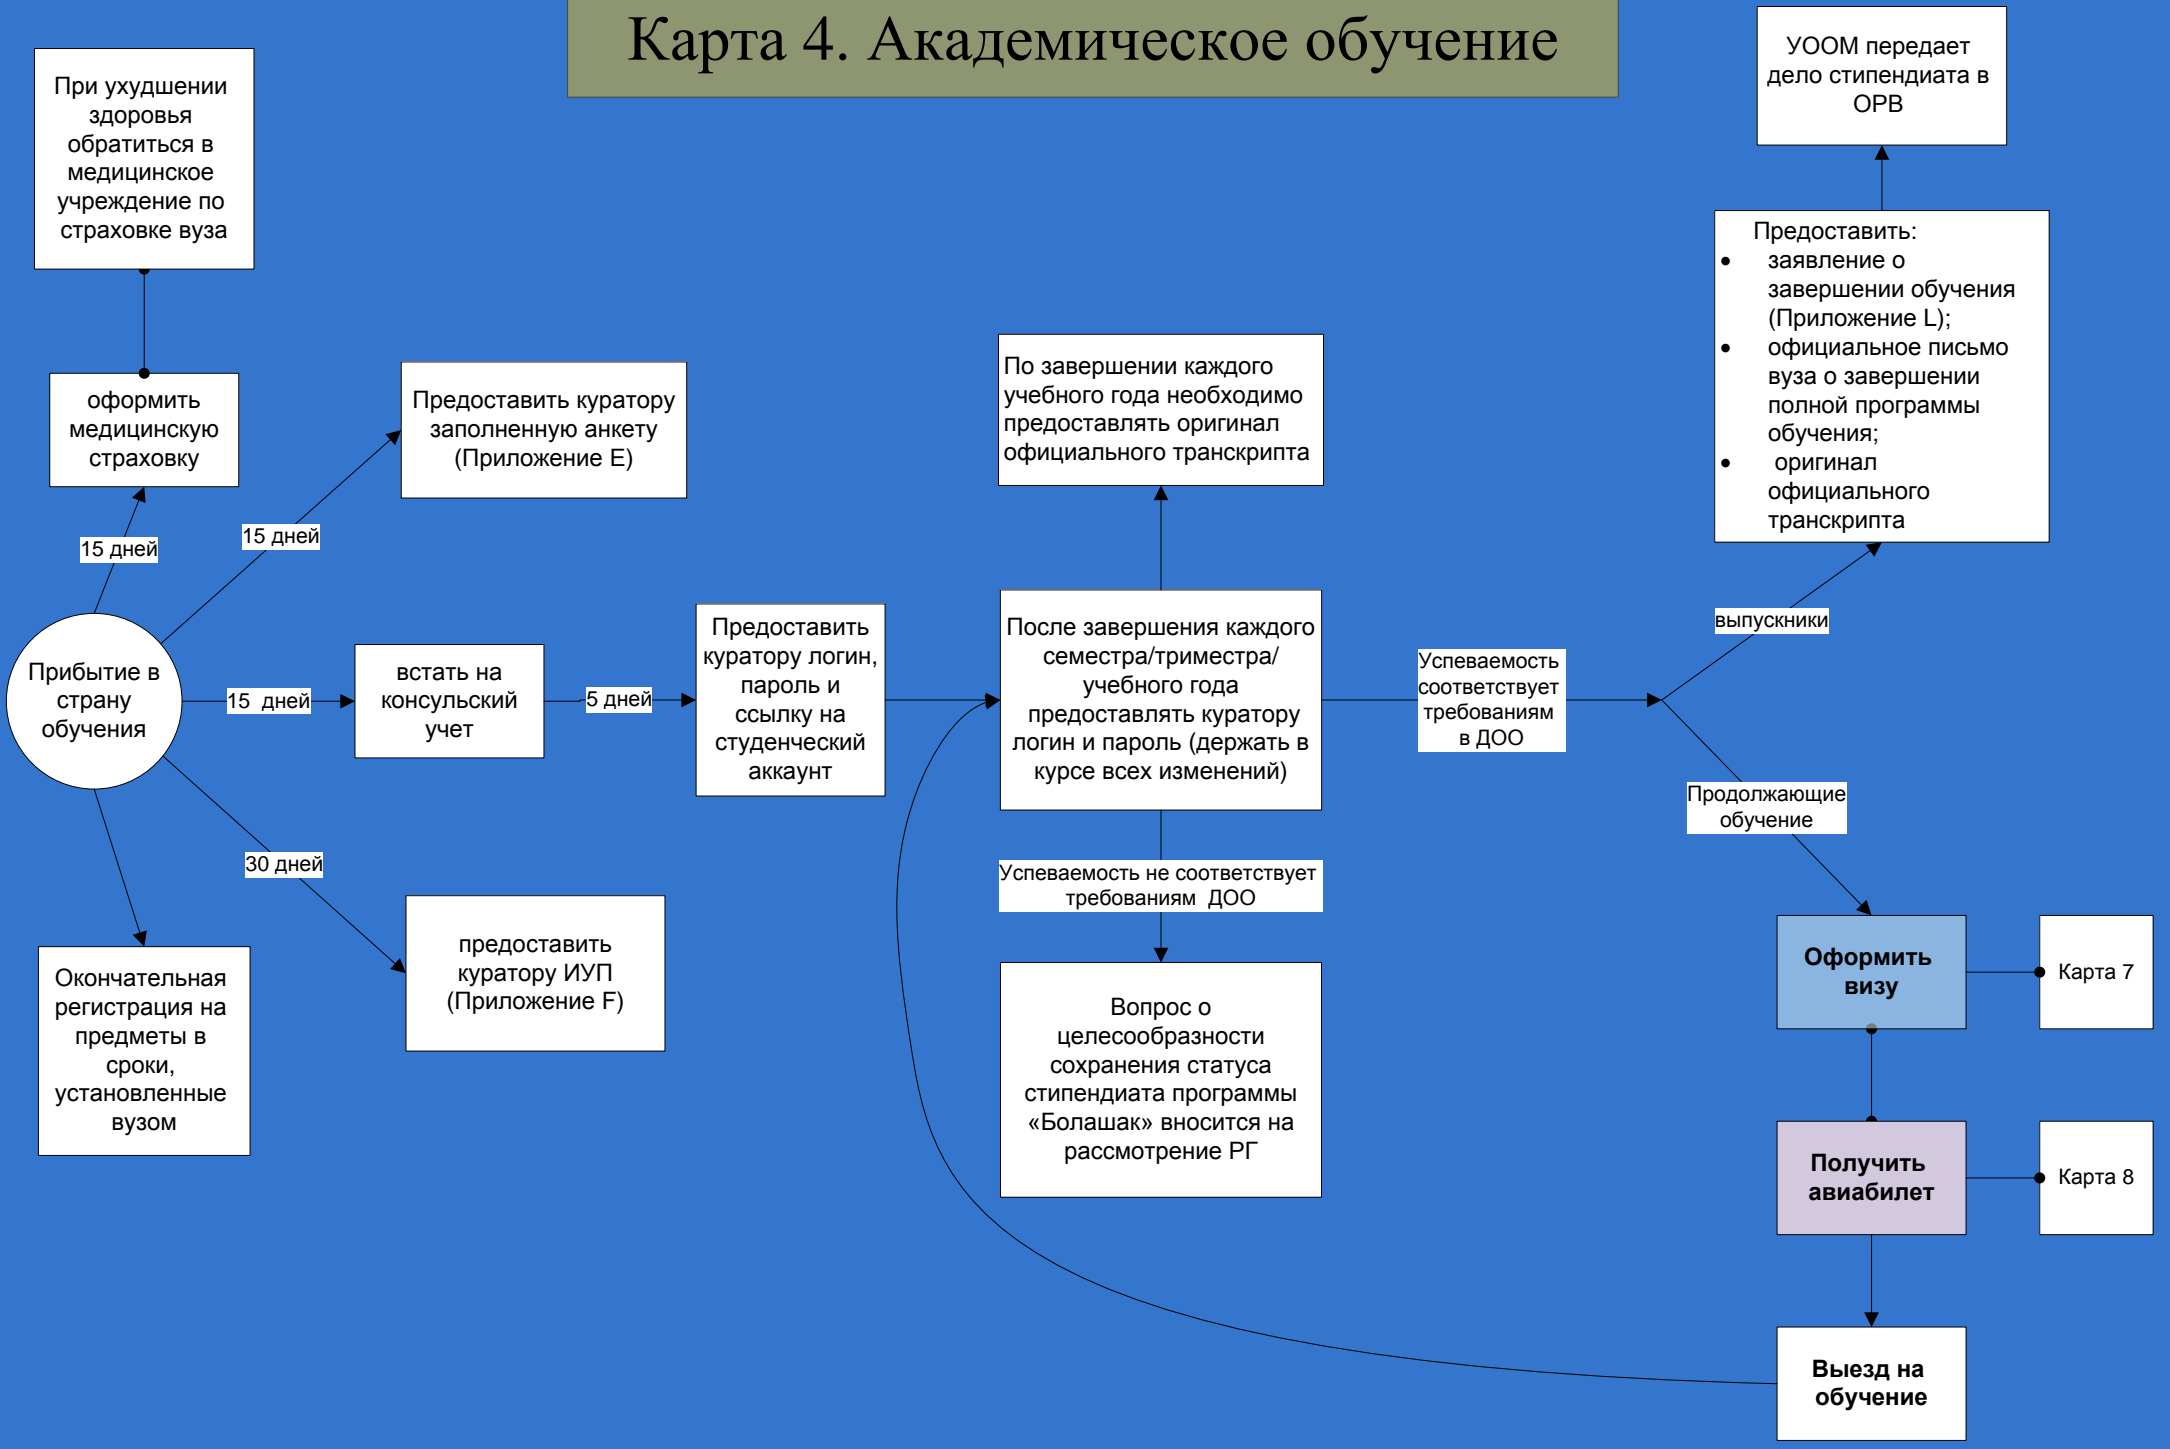 Карта 4. Академическое обучение
При ухудшении
здоровья
обратиться в
медицинское
учреждение по
страховке вуза
оформить
медицинскую
страховку
15 дней
Предоставить куратору
заполненную анкету
(Приложение E)
15 дней
Прибытие в
страну
обучения
15 дней
встать на
консульский
учет
5 дней
Предоставить
куратору логин,
пароль и
ссылку на
студенческий
аккаунт
30 дней
предоставить
куратору ИУП
(Приложение F)
Окончательная
регистрация на
предметы в
сроки,
установленные
вузом
По завершении каждого
учебного года необходимо
предоставлять оригинал
официального транскрипта
После завершения каждого
семестра/триместра/
учебного года
предоставлять куратору
логин и пароль (держать в
курсе всех изменений)
Успеваемость не соответствует
требованиям ДОО
Вопрос о
целесообразности
сохранения статуса
стипендиата программы
«Болашак» вносится на
рассмотрение РГ
Успеваемость
соответствует
требованиям
в ДОО
выпускники
Предоставить:
• заявление о
завершении обучения
(Приложение L);
• официальное письмо
вуза о завершении
полной программы
обучения;
• оригинал
официального
транскрипта
УООМ передает
дело стипендиата в
ОРВ
Продолжающие
обучение
Оформить
визу
Карта 7
Получить
авиабилет
Карта 8
Выезд на
обучение